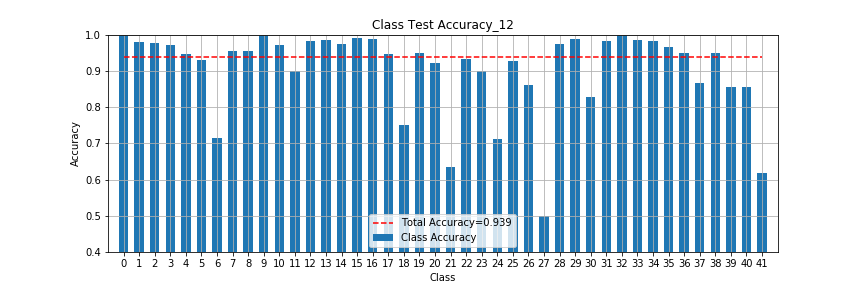 Class Test Accuracy_12
Accuracy
1.0
0.9
0.8
0.7
0.6
0.5
0.4
Total Accuracy=0.939
Class Accuracy
0 1 2 3 4 5 6 7 8 9 10 11 12 13 14 15 16 17 18 19 20 21 22 23 24 25 26 27 28 29 30 31 32 33 34 35 36 37 38 39 40 41
Class